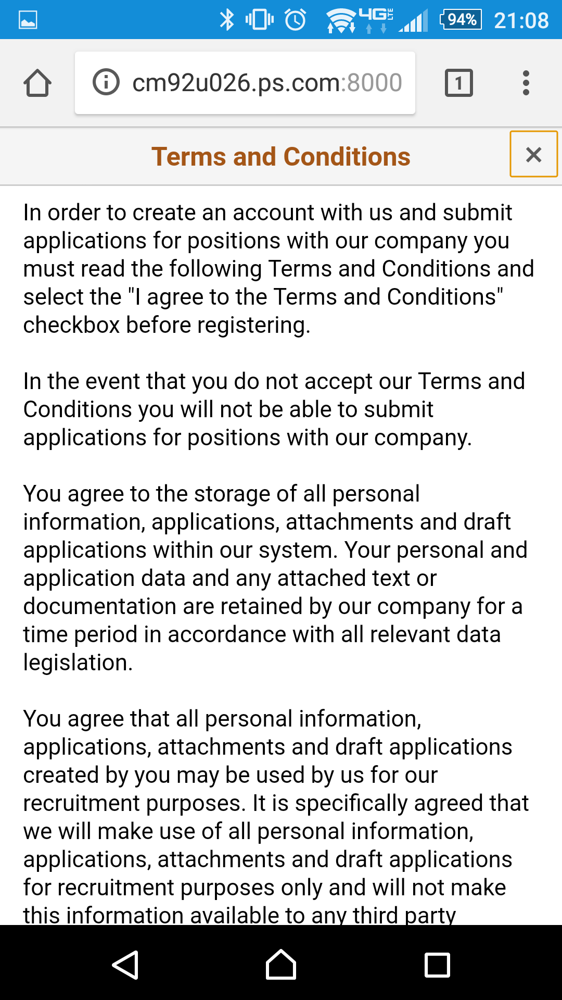 4G LTE 94% 21:08
cm92u026.ps.com:8000 1
Terms and Conditions
In order to create an account with us and submit
applications for positions with our company you
must read the following Terms and Conditions and
select the "I agree to the Terms and Conditions"
checkbox before registering.
In the event that you do not accept our Terms and
Conditions you will not be able to submit
applications for positions with our company.
You agree to the storage of all personal
information, applications, attachments and draft
applications within our system. Your personal and
application data and any attached text or
documentation are retained by our company for a
time period in accordance with all relevant data
legislation.
You agree that all personal information,
applications, attachments and draft applications
created by you may be used by us for our
recruitment purposes. It is specifically agreed that
we will make use of all personal information,
applications, attachments and draft applications
for recruitment purposes only and will not make
this information available to any third party